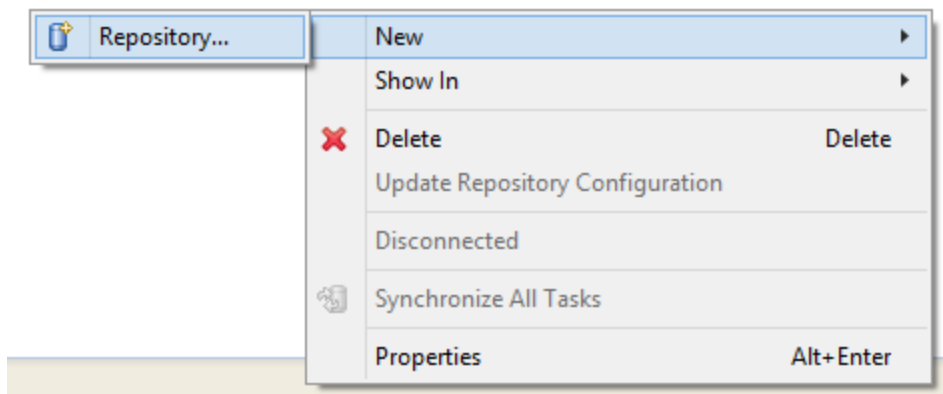 Repository...
New
Show In
Delete Delete
Update Repository Configuration
Disconnected
Synchronize All Tasks
Properties Alt+Enter